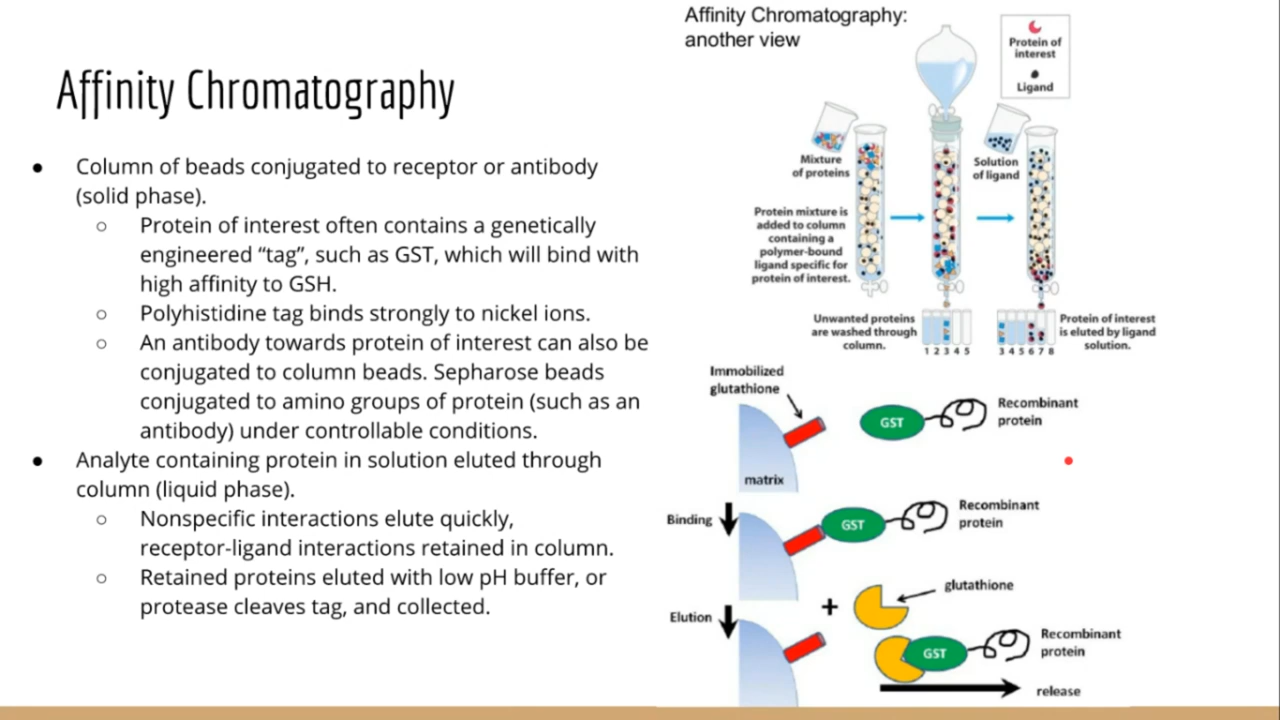 Affinity Chromatography
● Column of beads conjugated to receptor or antibody
(solid phase).
○ Protein of interest often contains a genetically
engineered “tag”, such as GST, which will bind with
high affinity to GSH.
○ Polyhistidine tag binds strongly to nickel ions.
○ An antibody towards protein of interest can also be
conjugated to column beads. Sepharose beads
conjugated to amino groups of protein (such as an
antibody) under controllable conditions.
● Analyte containing protein in solution eluted through
column (liquid phase).
○ Nonspecific interactions elute quickly,
receptor-ligand interactions retained in column.
○ Retained proteins eluted with low pH buffer, or
protease cleaves tag, and collected.
Affinity Chromatography:
another view
Protein of
interest
Ligand
Mixture
of proteins
Solution
of ligand
Protein mixture is
added to column
containing a
polymer-bound
ligand specific for
protein of interest.
Unwanted proteins
are washed through
column.
1 2 3 4 5
3 4 5 6 7 8
Protein of interest
is eluted by ligand
solution.
Immobilized
glutathione
GST
Recombinant
protein
matrix
Binding
GST
Recombinant
protein
Elution
+
glutathione
GST
Recombinant
protein
release